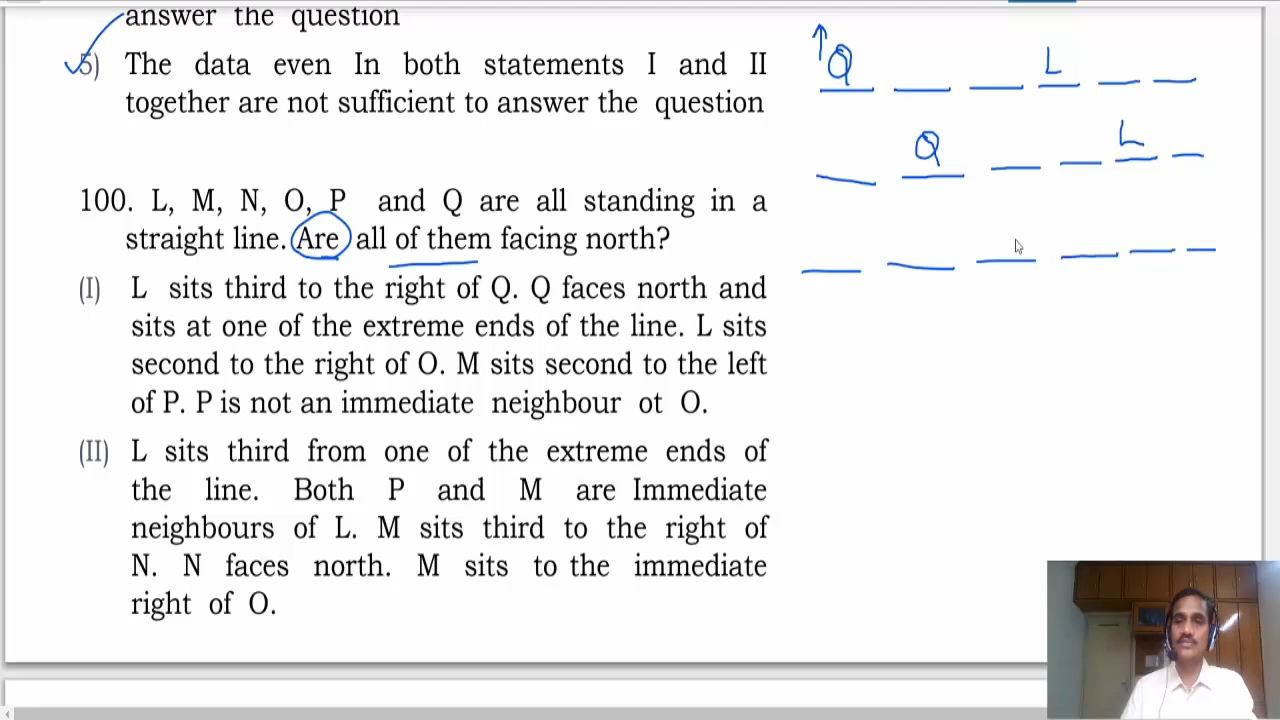 answer the question
5) The data even In both statements I and II
together are not sufficient to answer the question
100. L, M, N, O, P and Q are all standing in a
straight line. Are all of them facing north?
(I) L sits third to the right of Q. Q faces north and
sits at one of the extreme ends of the line. L sits
second to the right of O. M sits second to the left
of P. P is not an immediate neighbour ot O.
(II) L sits third from one of the extreme ends of
the line. Both P and M are Immediate
neighbours of L. M sits third to the right of
N. N faces north. M sits to the immediate
right of O.
Q L
Q L